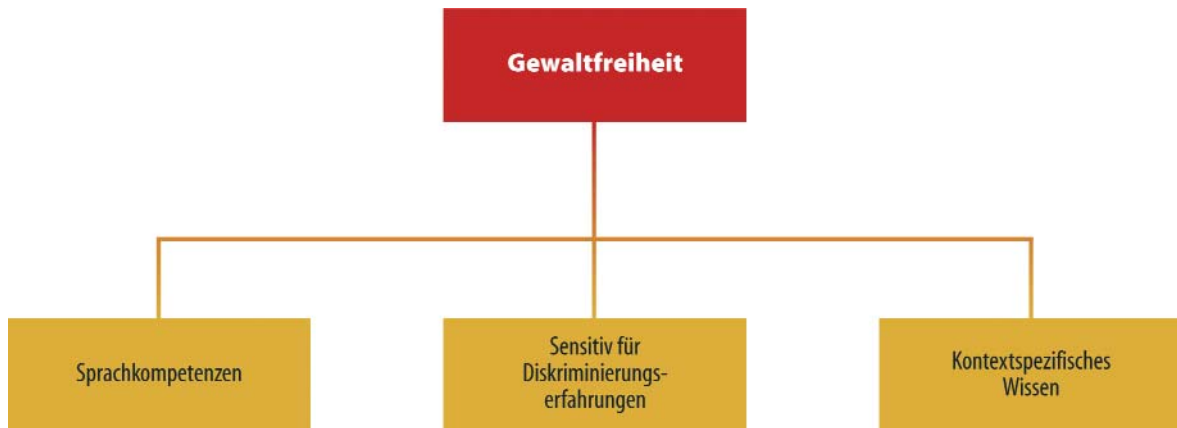 Gewaltfreiheit
Sprachkompetenzen
Sensitiv für
Diskriminierungs-
erfahrungen
Kontextspezifisches
Wissen